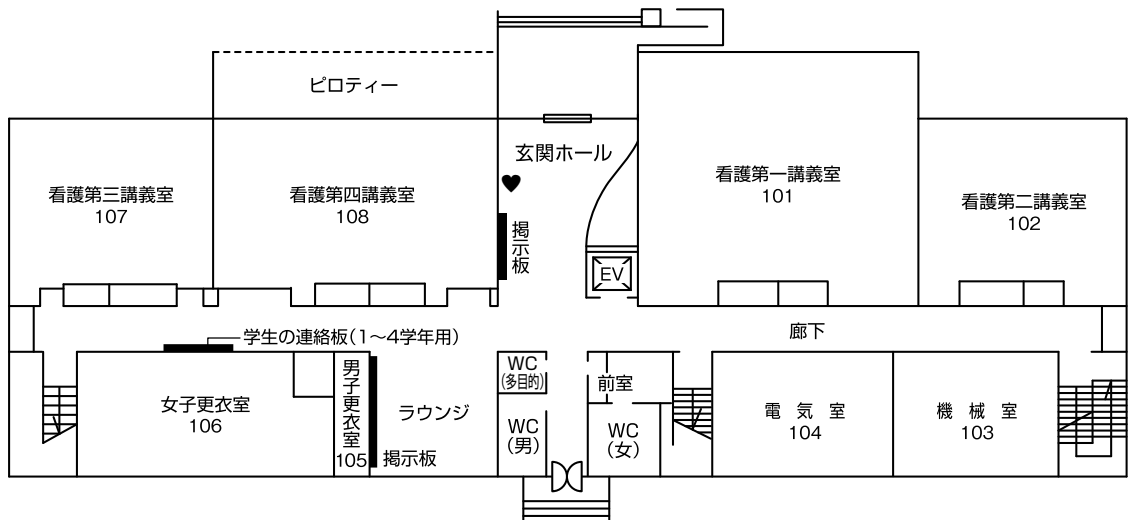 ピロティー
玄関ホール
看護第三講義室
107
看護第四講義室
108
掲示板
EV
看護第一講義室
101
看護第二講義室
102
学生の連絡板(1〜4学年用)
廊下
女子更衣室
106
男子更衣室
105
掲示板
ラウンジ
WC
(多目的)
WC
(男)
前室
WC
(女)
電気室
104
機械室
103